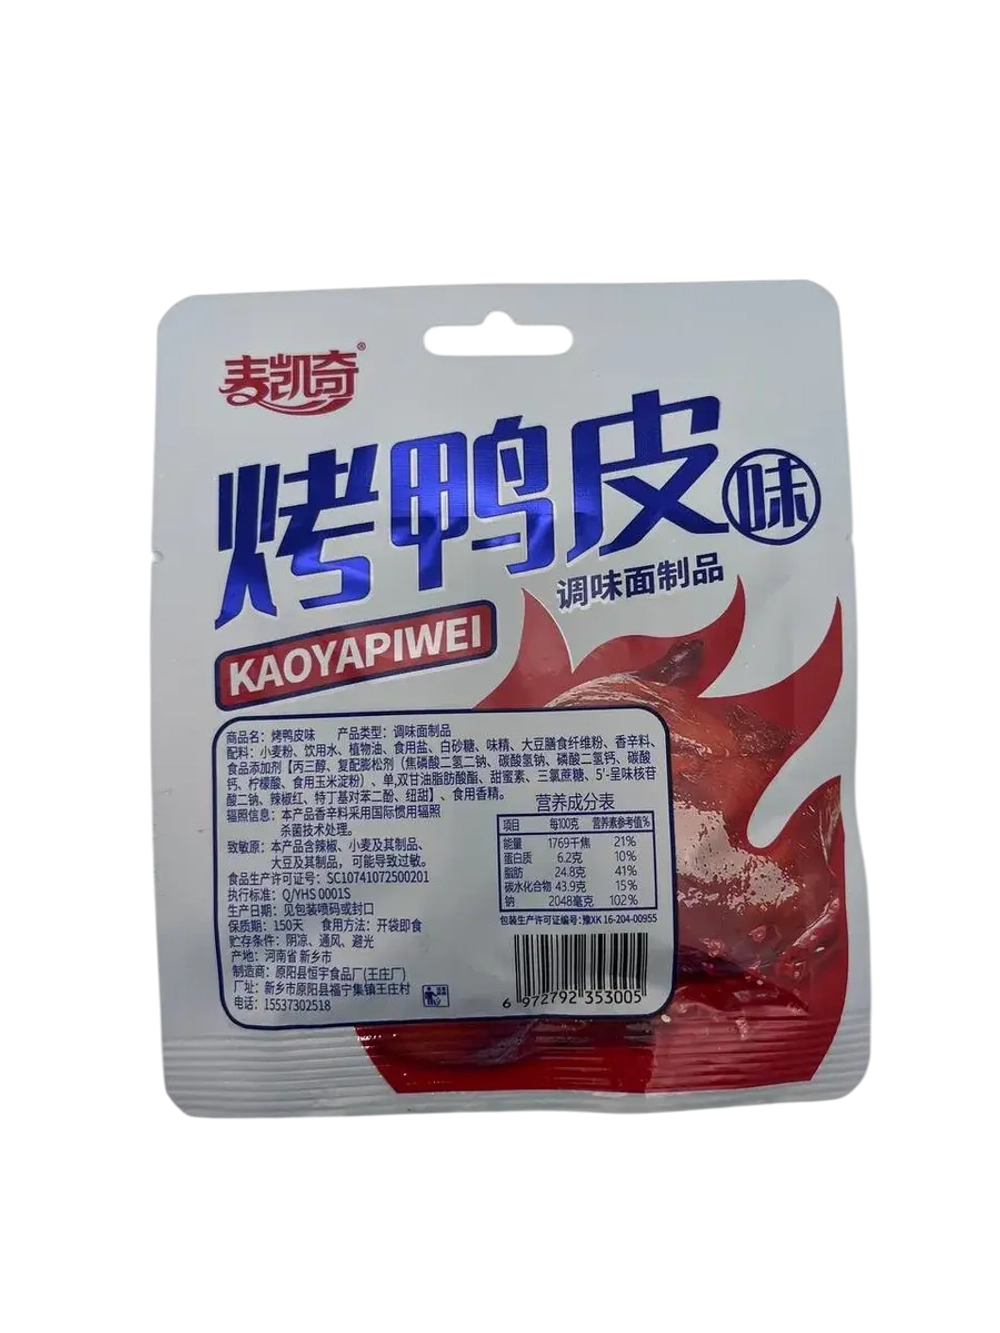 麦凯奇®
烤鸭皮味
调味面制品
KAOYAPIWEI
商品名：烤鸭皮味 产品类型：调味面制品
配料：小麦粉、饮用水、植物油、食用盐、白砂糖、味精、大豆膳食纤维粉、香辛料、
食品添加剂【丙三醇、复配膨松剂（焦磷酸二氢二钠、碳酸氢钠、磷酸二氢钙、碳酸
钙、柠檬酸、食用玉米淀粉）、单,双甘油脂肪酸酯、甜蜜素、三氯蔗糖、5'-呈味核苷
酸二钠、辣椒红、特丁基对苯二酚、纽甜】、食用香精。
辐照信息：本产品香辛料采用国际惯用辐照
杀菌技术处理。
致敏原：本产品含辣椒、小麦及其制品、
大豆及其制品，可能导致过敏。
食品生产许可证号：SC10741072500201
执行标准：Q/YHS 0001S
生产日期：见包装喷码或封口
保质期：150天 食用方法：开袋即食
贮存条件：阴凉、通风、避光
产地：河南省 新乡市
制造商：原阳县恒宇食品厂(王庄厂)
厂址：新乡市原阳县福宁集镇王庄村
电话：15537302518
营养成分表
项目 每100克 营养素参考值%
能量 1769千焦 21%
蛋白质 6.2克 10%
脂肪 24.8克 41%
碳水化合物 43.9克 15%
钠 2048毫克 102%
包装生产许可证编号：豫XK 16-204-00955
6 972792 353005